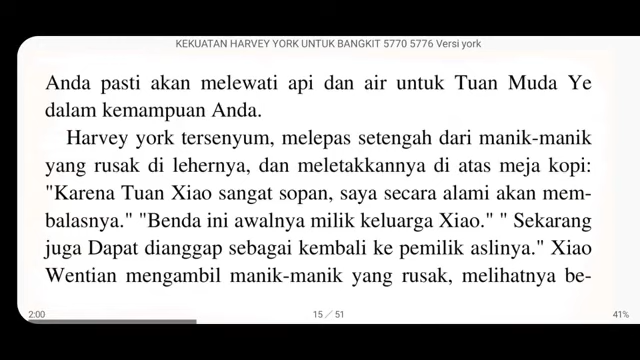 KEKUATAN HARVEY YORK UNTUK BANGKIT 5770 5776 Versi york
Anda pasti akan melewati api dan air untuk Tuan Muda Ye
dalam kemampuan Anda.
Harvey york tersenyum, melepas setengah dari manik-manik
yang rusak di lehernya, dan meletakkannya di atas meja kopi:
"Karena Tuan Xiao sangat sopan, saya secara alami akan mem-
balasnya." "Benda ini awalnya milik keluarga Xiao." " Sekarang
juga Dapat dianggap sebagai kembali ke pemilik aslinya." Xiao
Wentian mengambil manik-manik yang rusak, melihatnya be-
2:00 15 / 51 41%